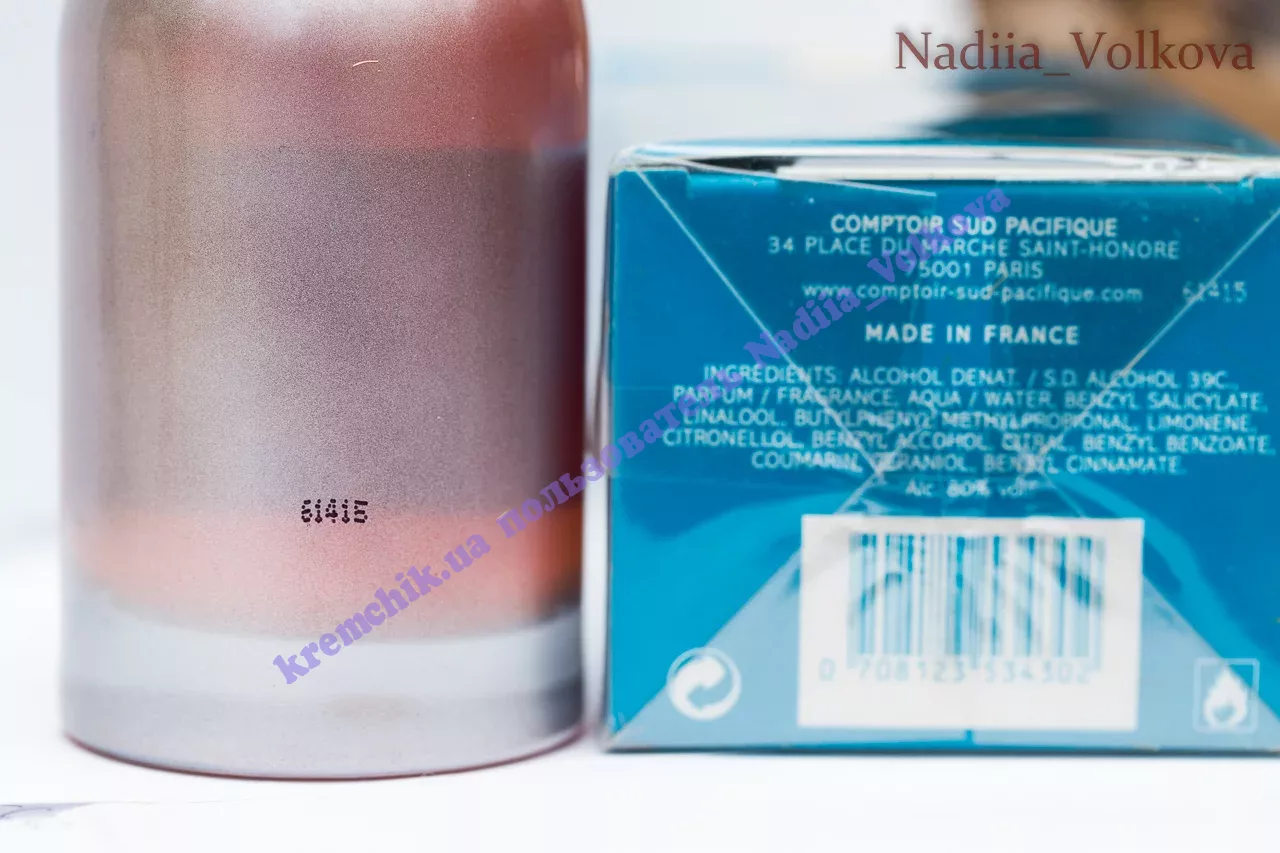 Nadiia_Volkova
COMPTOIR SUD PACIFIQUE
34 PLACE DU MARCHE SAINT-HONORE
75001 PARIS
www.comptoir-sud-pacifique.com 61415
MADE IN FRANCE
INGREDIENTS: ALCOHOL DENAT. / S.D. ALCOHOL 39C,
PARFUM / FRAGRANCE, AQUA / WATER, BENZYL SALICYLATE,
LINALOOL, BUTYLPHENYL METHYLPROPIONAL, LIMONENE,
CITRONELLOL, BENZYL ALCOHOL, CITRAL, BENZYL BENZOATE,
COUMARIN, GERANIOL, BENZYL CINNAMATE.
Alc. 80% vol
0 708123 534302
61415
kremchik.ua пользователь Nadiia_Volkova